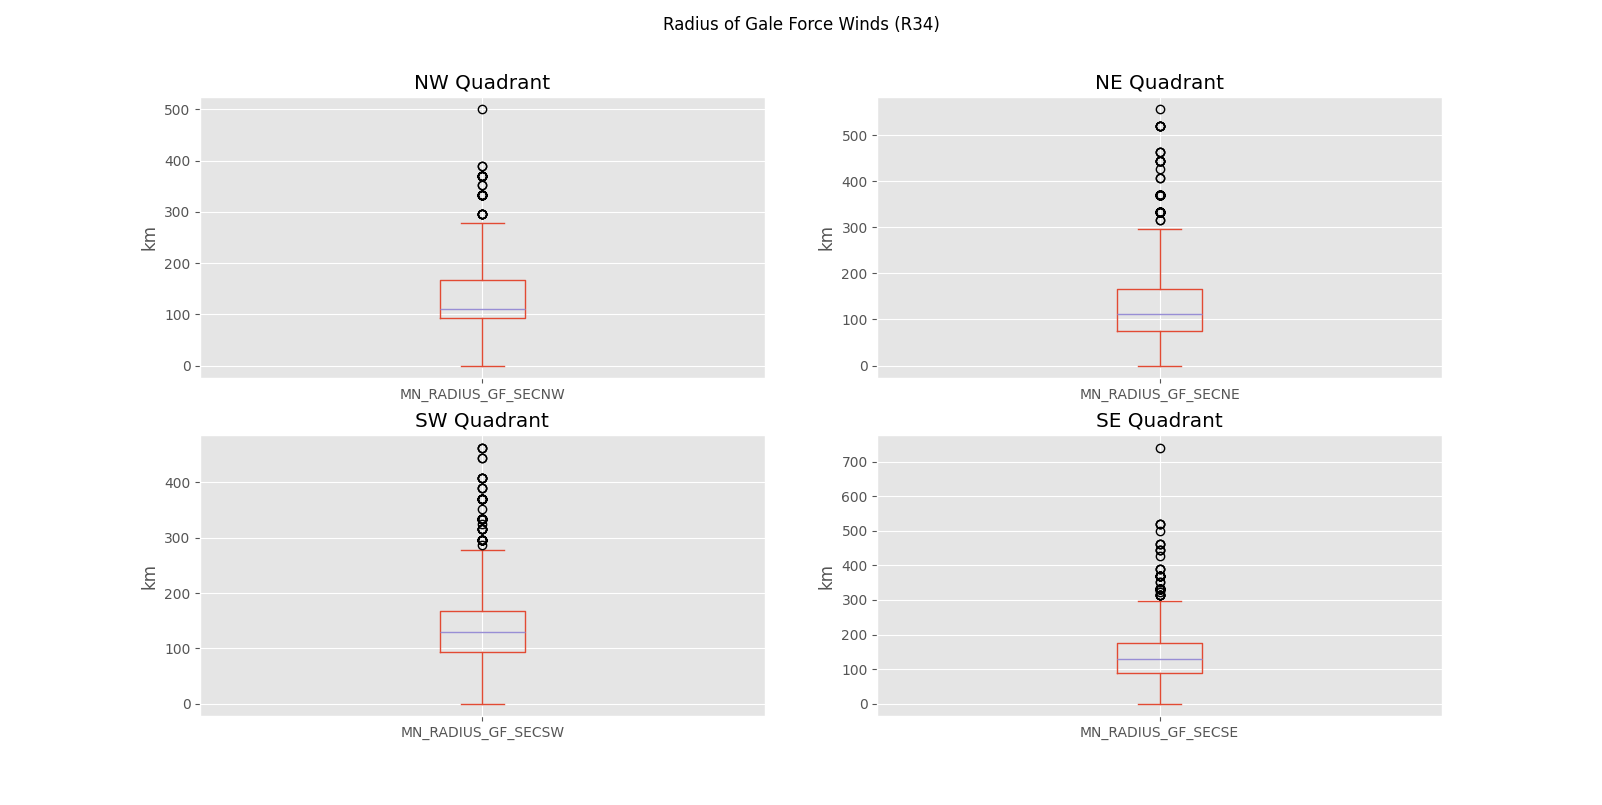 Radius of Gale Force Winds (R34)
NW Quadrant
500
400
300
200
100
0
km
MN_RADIUS_GF_SECNW
NE Quadrant
500
400
300
200
100
0
km
MN_RADIUS_GF_SECNE
SW Quadrant
400
300
200
100
0
km
MN_RADIUS_GF_SECSW
SE Quadrant
700
600
500
400
300
200
100
0
km
MN_RADIUS_GF_SECSE